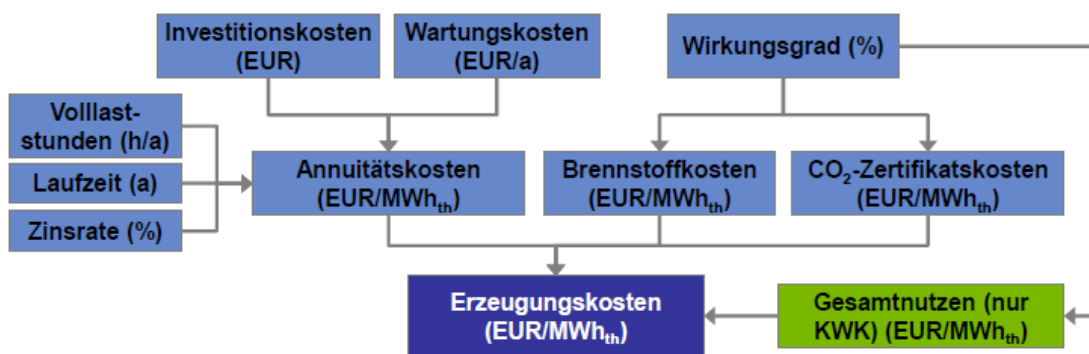 Investitionskosten
(EUR)
Wartungskosten
(EUR/a)
Wirkungsgrad (%)
Volllast-
stunden (h/a)
Laufzeit (a)
Zinsrate (%)
Annuitätskosten
(EUR/MWhth)
Brennstoffkosten
(EUR/MWhth)
CO2-Zertifikatskosten
(EUR/MWhth)
Erzeugungskosten
(EUR/MWhth)
Gesamtnutzen (nur
KWK) (EUR/MWhth)